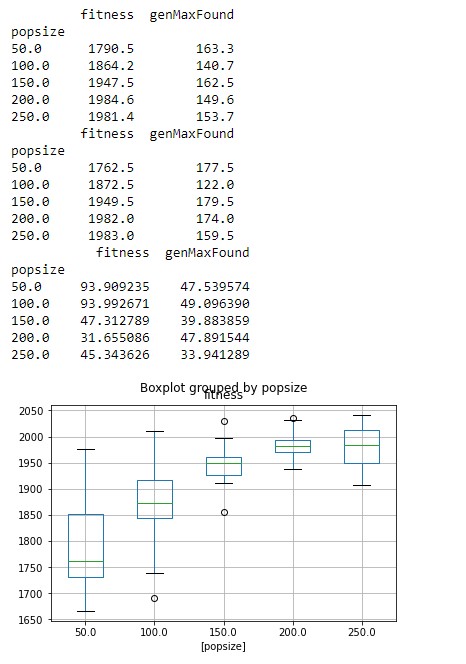 fitness genMaxFound
popsize
50.0 1790.5 163.3
100.0 1864.2 140.7
150.0 1947.5 162.5
200.0 1984.6 149.6
250.0 1981.4 153.7
fitness genMaxFound
popsize
50.0 1762.5 177.5
100.0 1872.5 122.0
150.0 1949.5 179.5
200.0 1982.0 174.0
250.0 1983.0 159.5
fitness genMaxFound
popsize
50.0 93.909235 47.539574
100.0 93.992671 49.096390
150.0 47.312789 39.883859
200.0 31.655086 47.891544
250.0 45.343626 33.941289
Boxplot grouped by popsize
fitness
2050
2000
1950
1900
1850
1800
1750
1700
1650
50.0 100.0 150.0 200.0 250.0
[popsize]